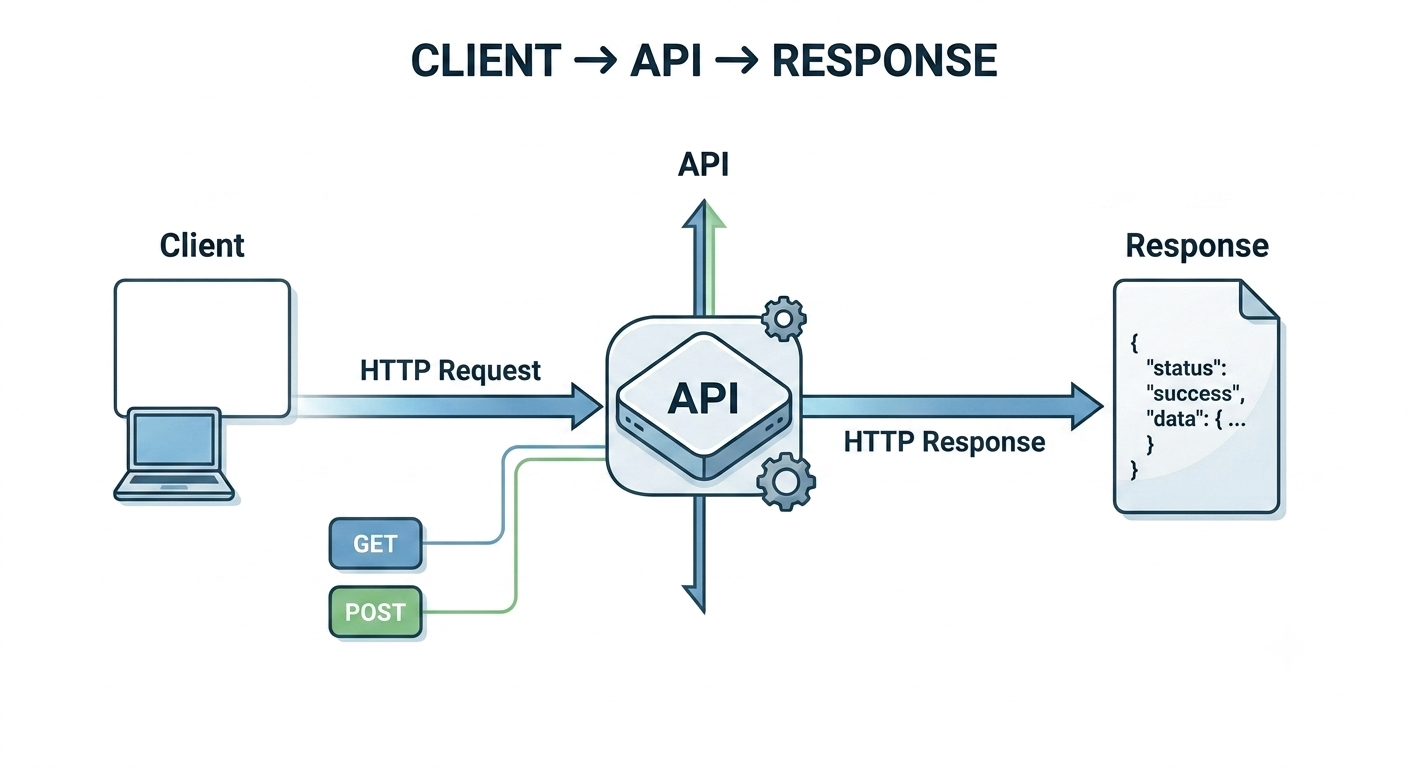 CLIENT → API → RESPONSE
API
Client
Response
HTTP Request
API
HTTP Response
{
"status":
"success",
"data": { ...
}
}
GET
POST